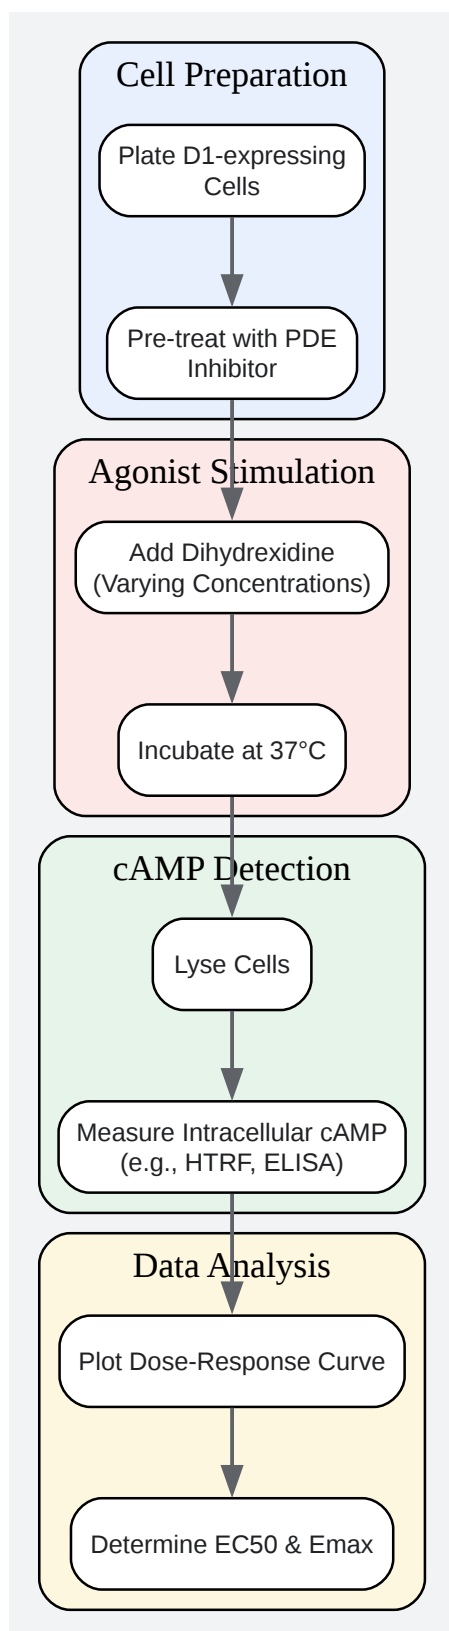 Cell Preparation
Plate D1-expressing
Cells
Pre-treat with PDE
Inhibitor
Agonist Stimulation
Add Dihydrexidine
(Varying Concentrations)
Incubate at 37°C
cAMP Detection
Lyse Cells
Measure Intracellular cAMP
(e.g., HTRF, ELISA)
Data Analysis
Plot Dose-Response Curve
Determine EC50 & Emax